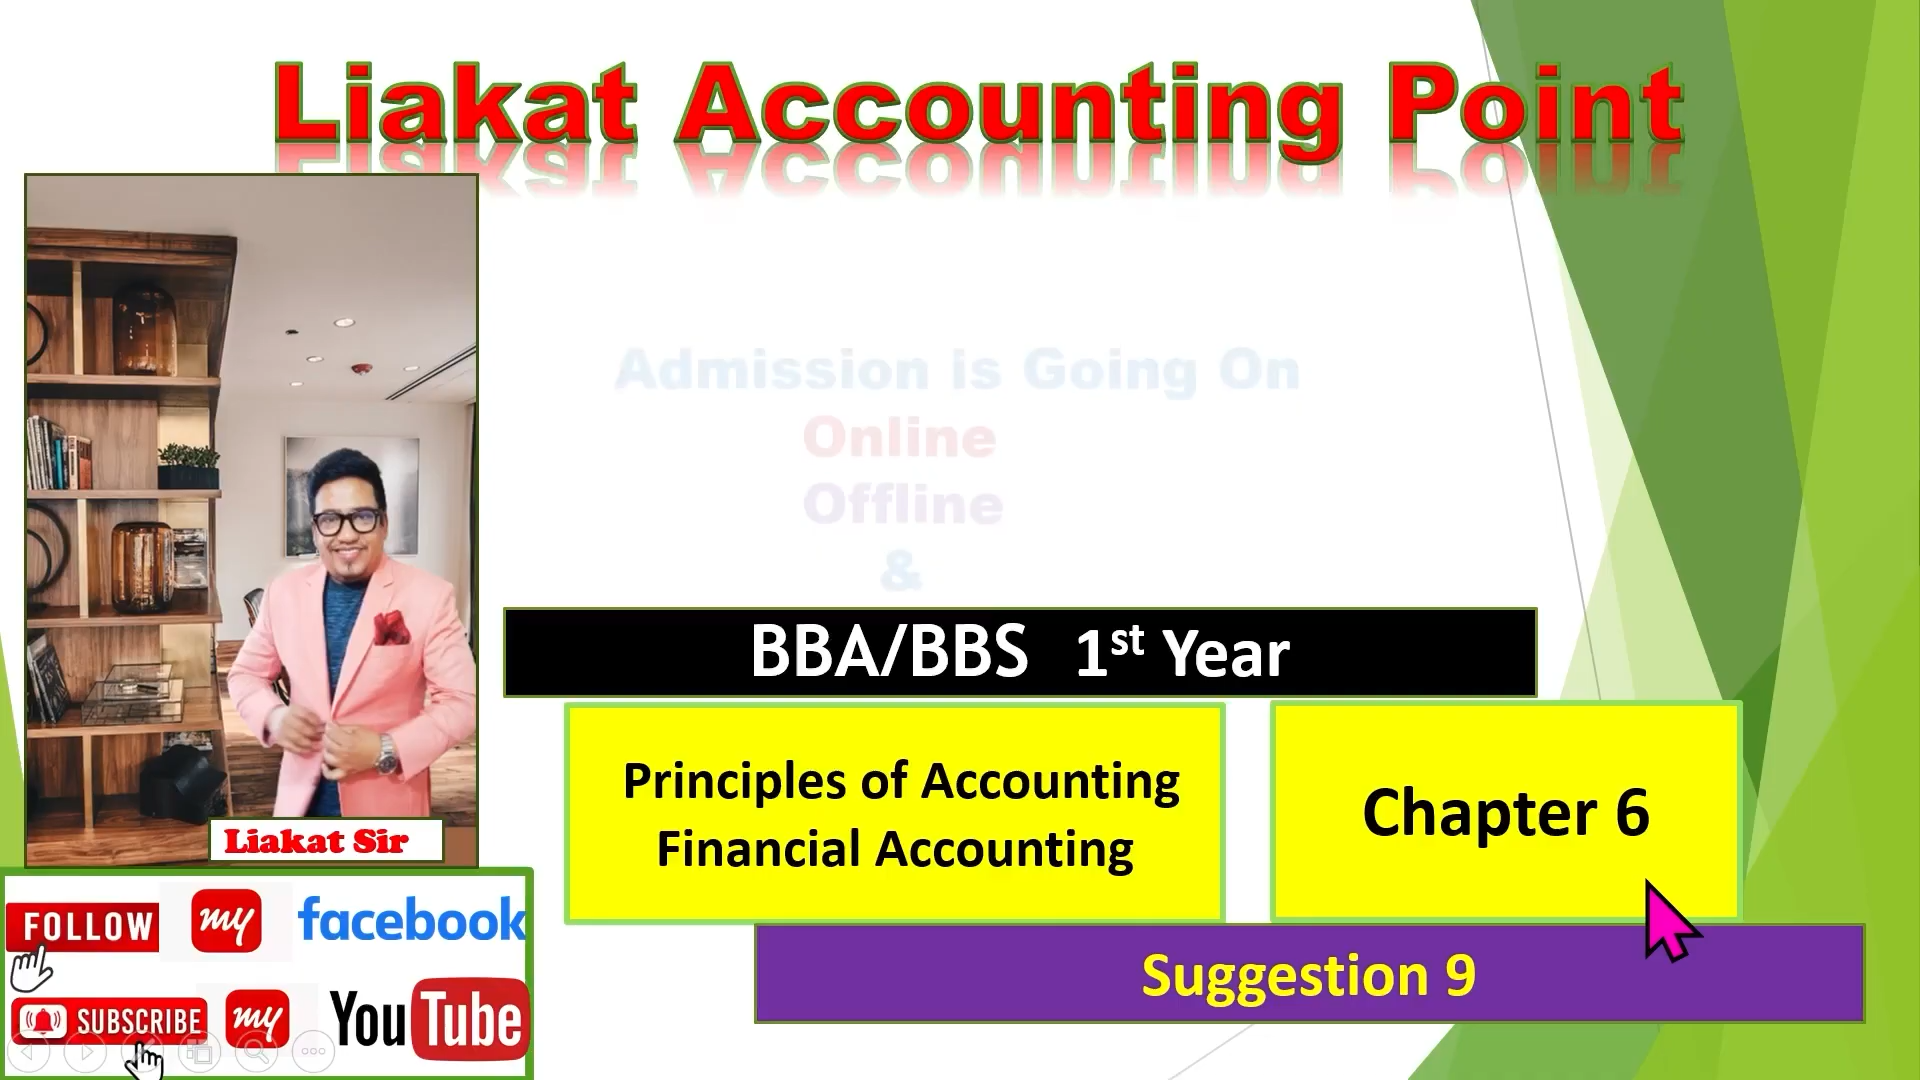 Liakat Accounting Point
Admission is Going On
Online
Offline
&
BBA/BBS 1st Year
Principles of Accounting
Financial Accounting
Chapter 6
Suggestion 9
Liakat Sir
FOLLOW my facebook
SUBSCRIBE my YouTube